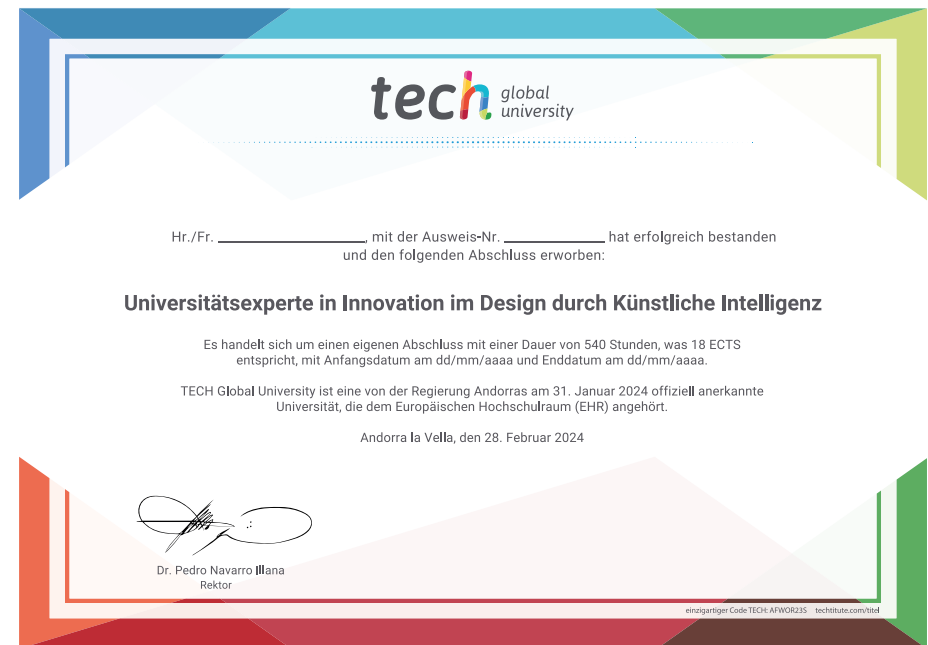 tech global university
Hr./Fr. ____________________, mit der Ausweis-Nr. ______________ hat erfolgreich bestanden
und den folgenden Abschluss erworben:
Universitätsexperte in Innovation im Design durch Künstliche Intelligenz
Es handelt sich um einen eigenen Abschluss mit einer Dauer von 540 Stunden, was 18 ECTS
entspricht, mit Anfangsdatum am dd/mm/aaaa und Enddatum am dd/mm/aaaa.
TECH Global University ist eine von der Regierung Andorras am 31. Januar 2024 offiziell anerkannte
Universität, die dem Europäischen Hochschulraum (EHR) angehört.
Andorra la Vella, den 28. Februar 2024
Dr. Pedro Navarro Illana
Rektor
einzigartiger Code TECH: AFWOR235 techtitute.com/titel